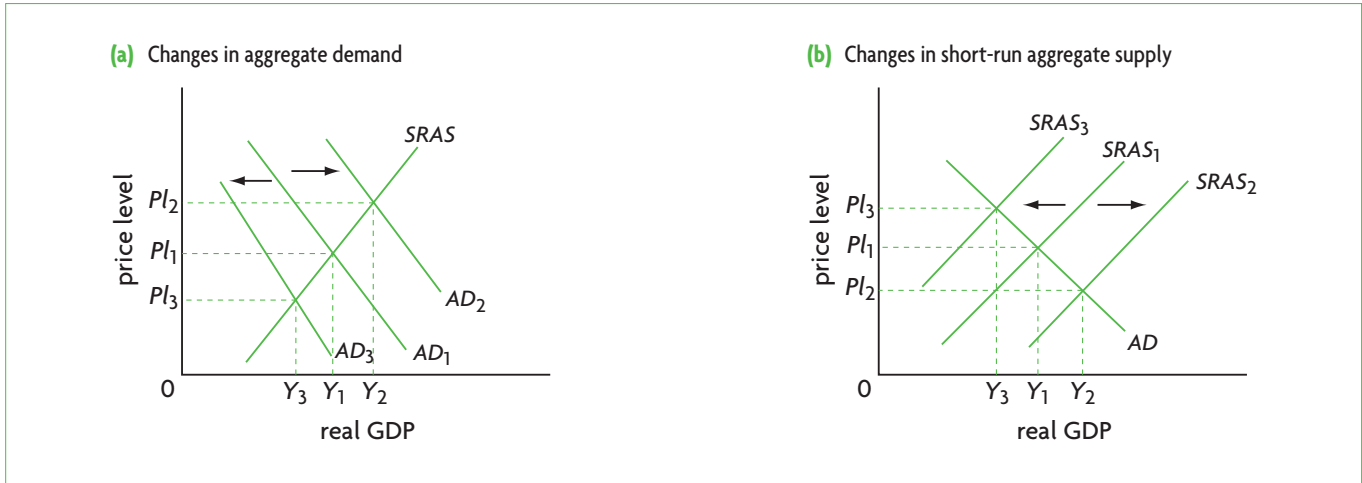 (a) Changes in aggregate demand
SRAS
price level
Pl2
Pl1
Pl3
AD2
AD3
AD1
0
Y3 Y1 Y2
real GDP
(b) Changes in short-run aggregate supply
SRAS3
SRAS1
SRAS2
price level
Pl3
Pl1
Pl2
AD
0
Y3 Y1 Y2
real GDP